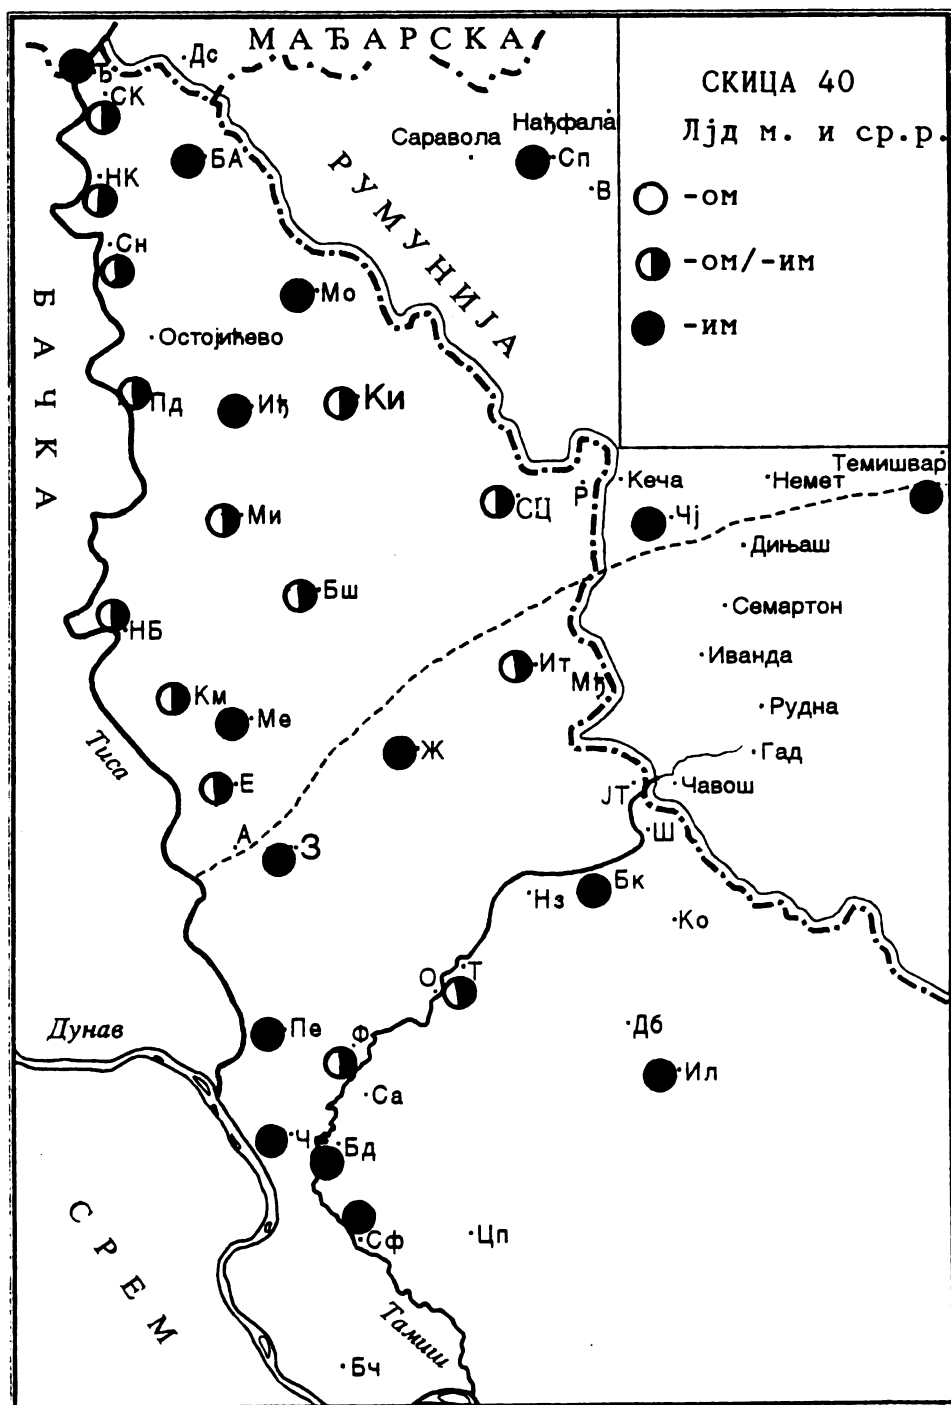 МАЂАРСКА
Дс
Ђ
СК
СКИЦА 40
Лјд м. и ср.р.
-ом
-ом/-им
-им
Нађфала
Саравола
Сп
В
БА
НК
РУМУНИЈА
Сн
Мо
БАЧКА
Остојићево
Пд
Иђ
Ки
Темишвар
Р
Кеча
Немет
СЦ
Чј
Ми
Дињаш
Бш
Семартон
НБ
Ит
Иванда
Мђ
Км
Рудна
Ме
Тиса
Ж
Гад
Е
ЈТ
Чавош
А
З
Ш
Бк
Нз
Ко
О
Т
Дунав
Пе
Ф
Дб
Ил
Са
Ч
Бд
СРЕМ
Сф
Цп
Тамиш
Бч